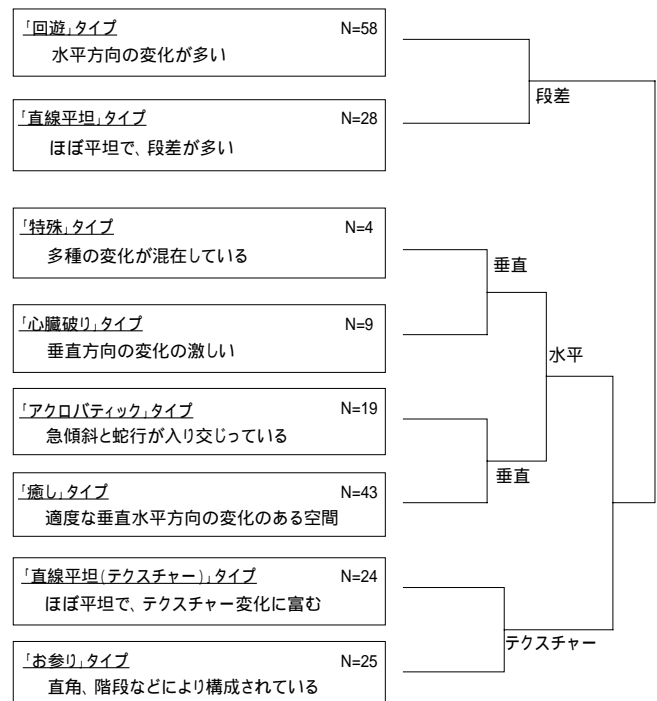 「回遊」タイプ N=58
水平方向の変化が多い
段差
「直線平坦」タイプ N=28
ほぼ平坦で、段差が多い
「特殊」タイプ N=4
多種の変化が混在している
垂直
「心臓破り」タイプ N=9
垂直方向の変化の激しい
水平
「アクロバティック」タイプ N=19
急傾斜と蛇行が入り交じっている
垂直
「癒し」タイプ N=43
適度な垂直水平方向の変化のある空間
「直線平坦(テクスチャー)」タイプ N=24
ほぼ平坦で、テクスチャー変化に富む
テクスチャー
「お参り」タイプ N=25
直角、階段などにより構成されている